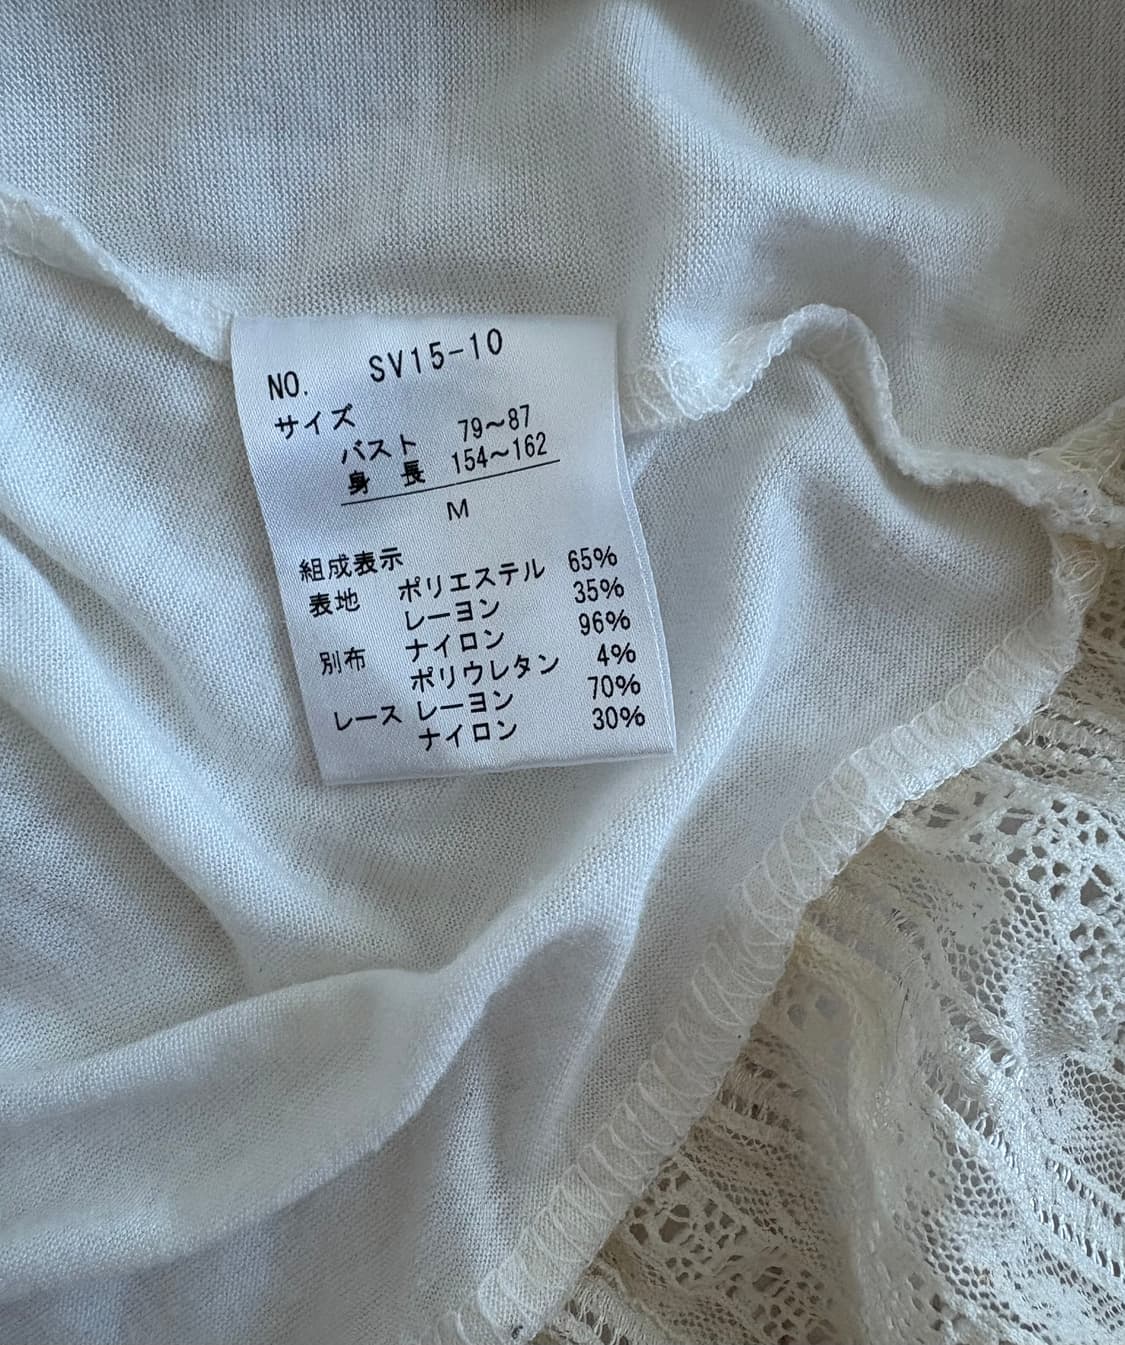 NO. SV15-10
サイズ
バスト 79～87
身長 154～162
M
組成表示
表地 ポリエステル 65%
レーヨン 35%
別布 ナイロン 96%
ポリウレタン 4%
レース レーヨン 70%
ナイロン 30%